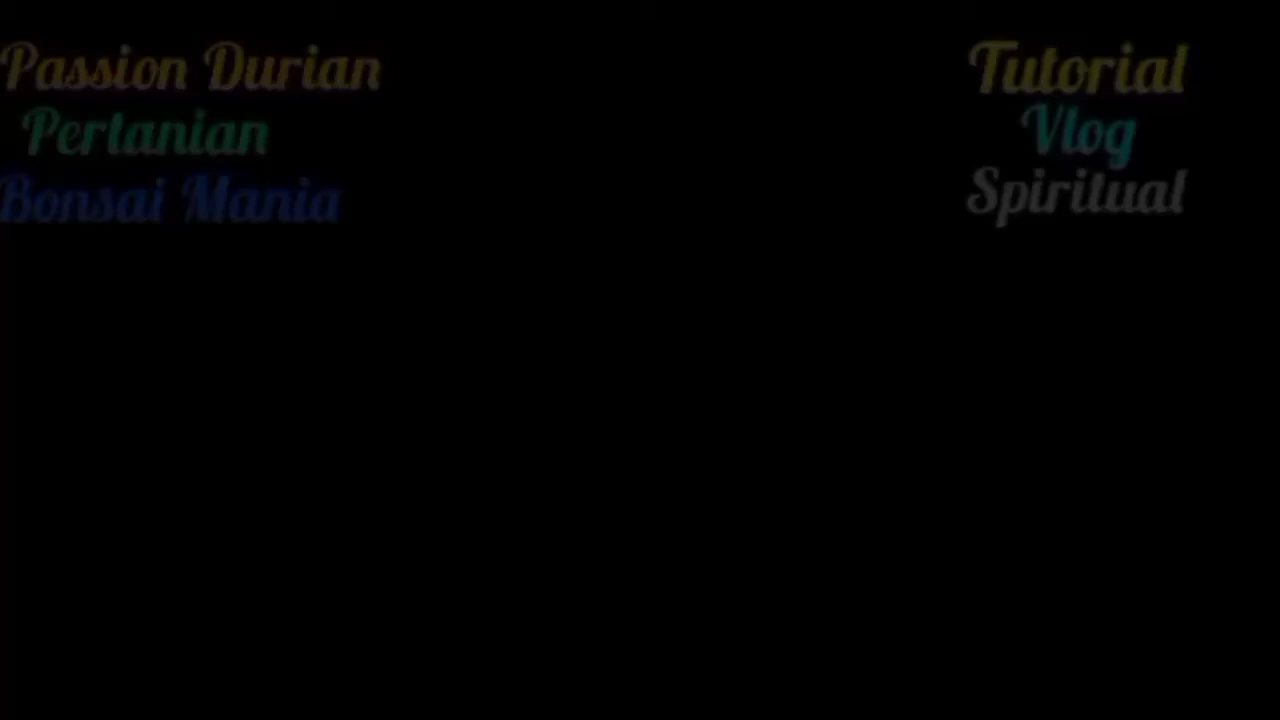 Passion Durian
Pertanian
Bonsai Mania
Tutorial
Vlog
Spiritual